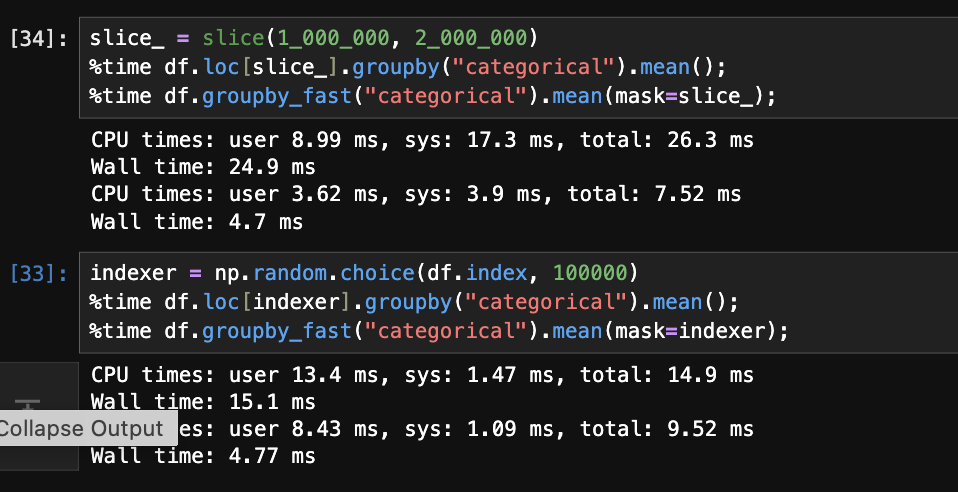 [34]: slice_ = slice(1_000_000, 2_000_000)
%time df.loc[slice_].groupby("categorical").mean();
%time df.groupby_fast("categorical").mean(mask=slice_);
CPU times: user 8.99 ms, sys: 17.3 ms, total: 26.3 ms
Wall time: 24.9 ms
CPU times: user 3.62 ms, sys: 3.9 ms, total: 7.52 ms
Wall time: 4.7 ms
[33]: indexer = np.random.choice(df.index, 100000)
%time df.loc[indexer].groupby("categorical").mean();
%time df.groupby_fast("categorical").mean(mask=indexer);
CPU times: user 13.4 ms, sys: 1.47 ms, total: 14.9 ms
Wall time: 15.1 ms
Collapse Output
es: user 8.43 ms, sys: 1.09 ms, total: 9.52 ms
Wall time: 4.77 ms